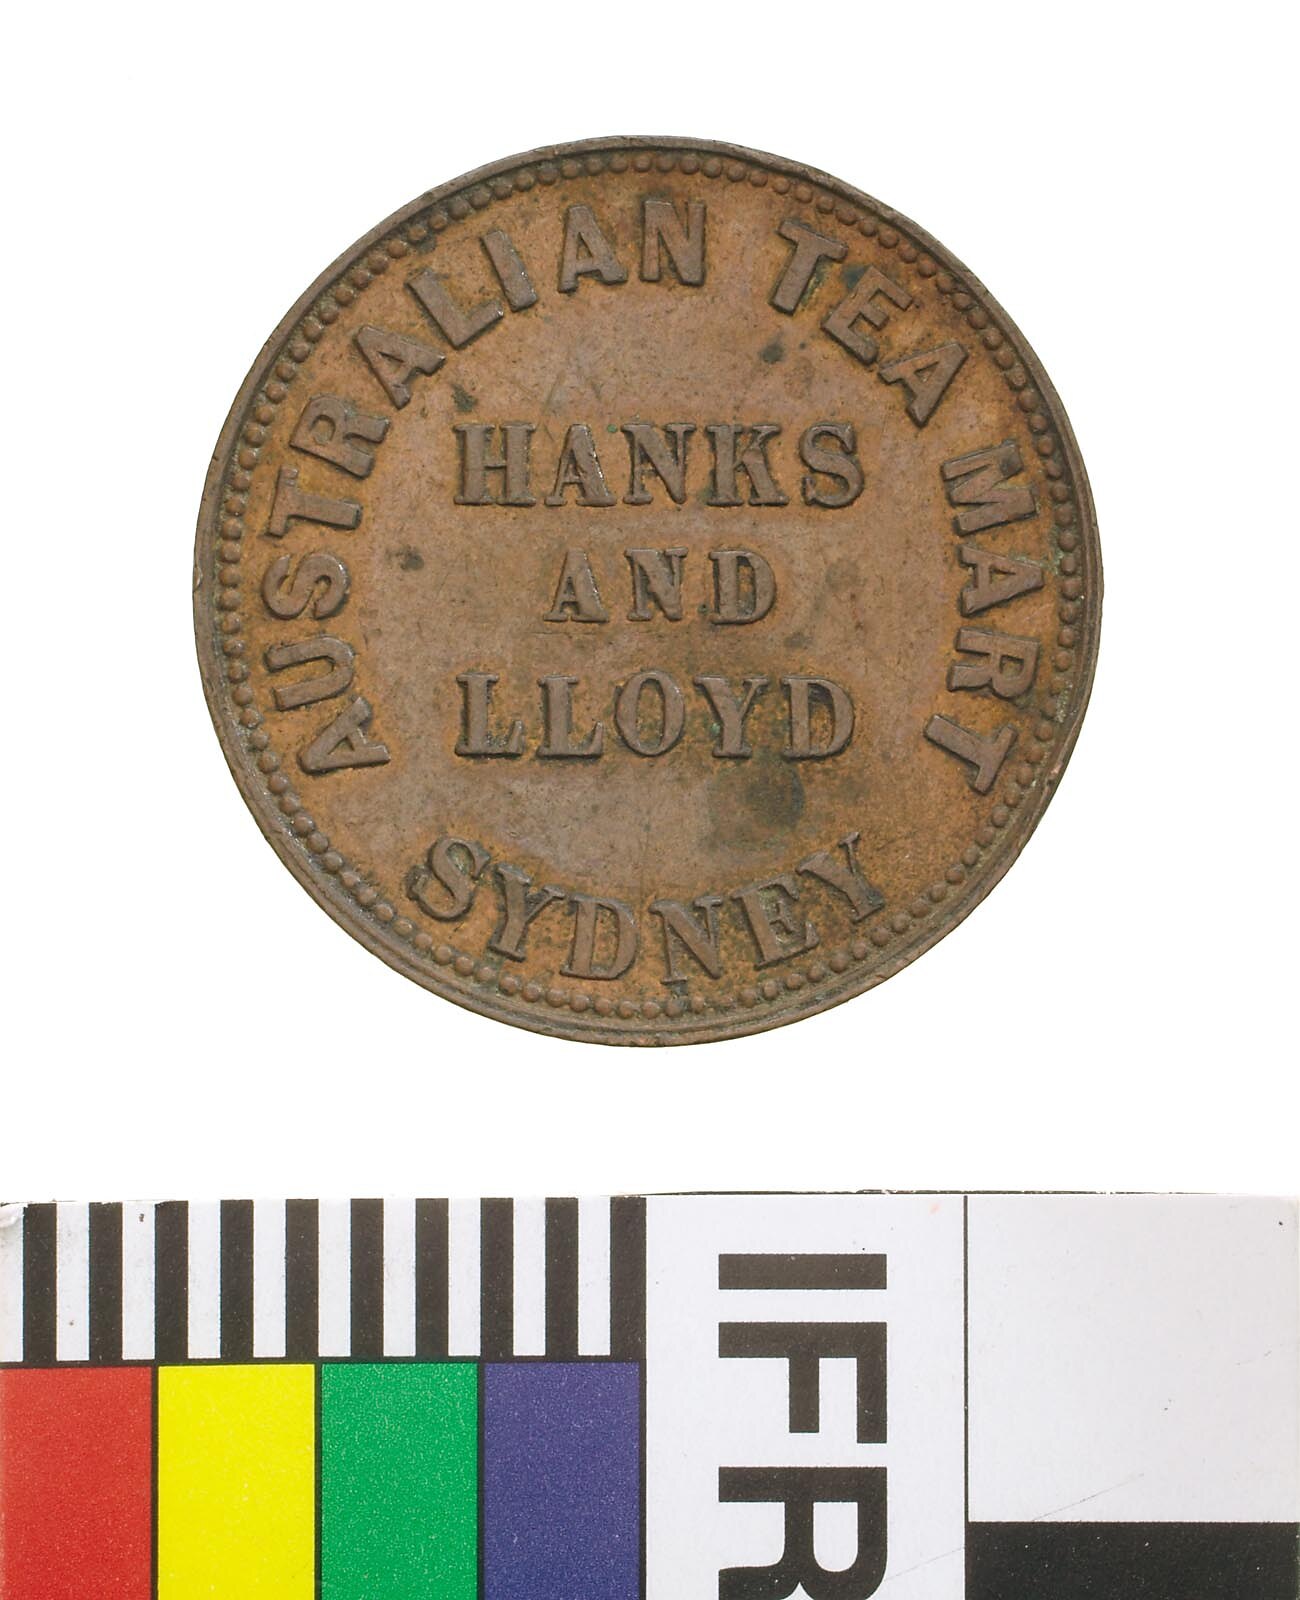 AUSTRALIAN TEA MART
HANKS
AND
LLOYD
SYDNEY
IFR